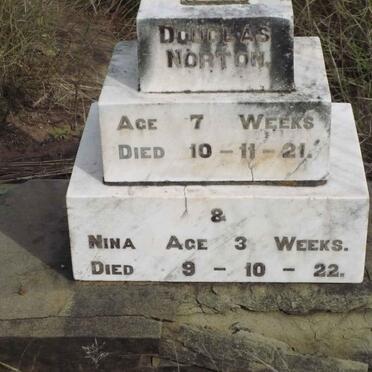 DOUGLAS
NORTON.
AGE 7 WEEKS
DIED 10-11-21.
&
NINA AGE 3 WEEKS.
DIED 9-10-22.